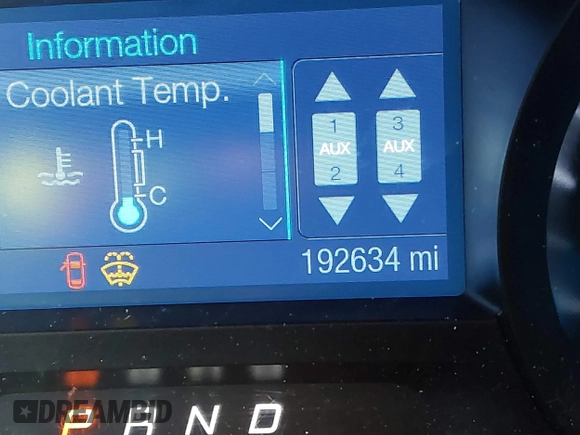 Information
Coolant Temp.
H
C
1 3
AUX AUX
2 4
192634 mi
P R N D
DREAMBID